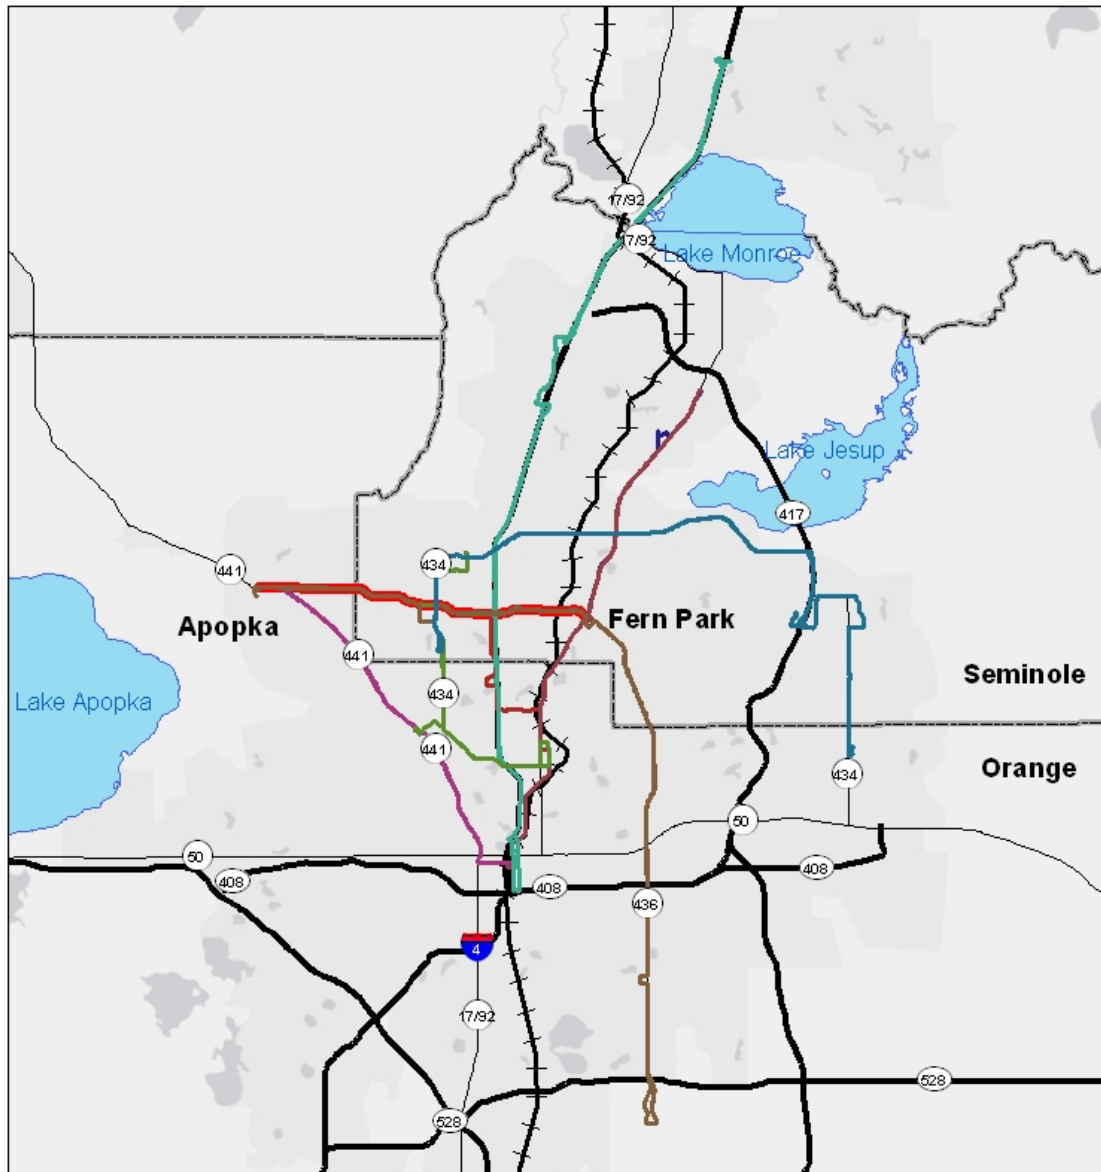 17/92
17/92
Lake Monroe
n
Lake Jesup
417
434
441
Apopka
Fern Park
441
Seminole
434
Lake Apopka
441
Orange
434
50
50
408
408
408
436
4
17/92
528
528